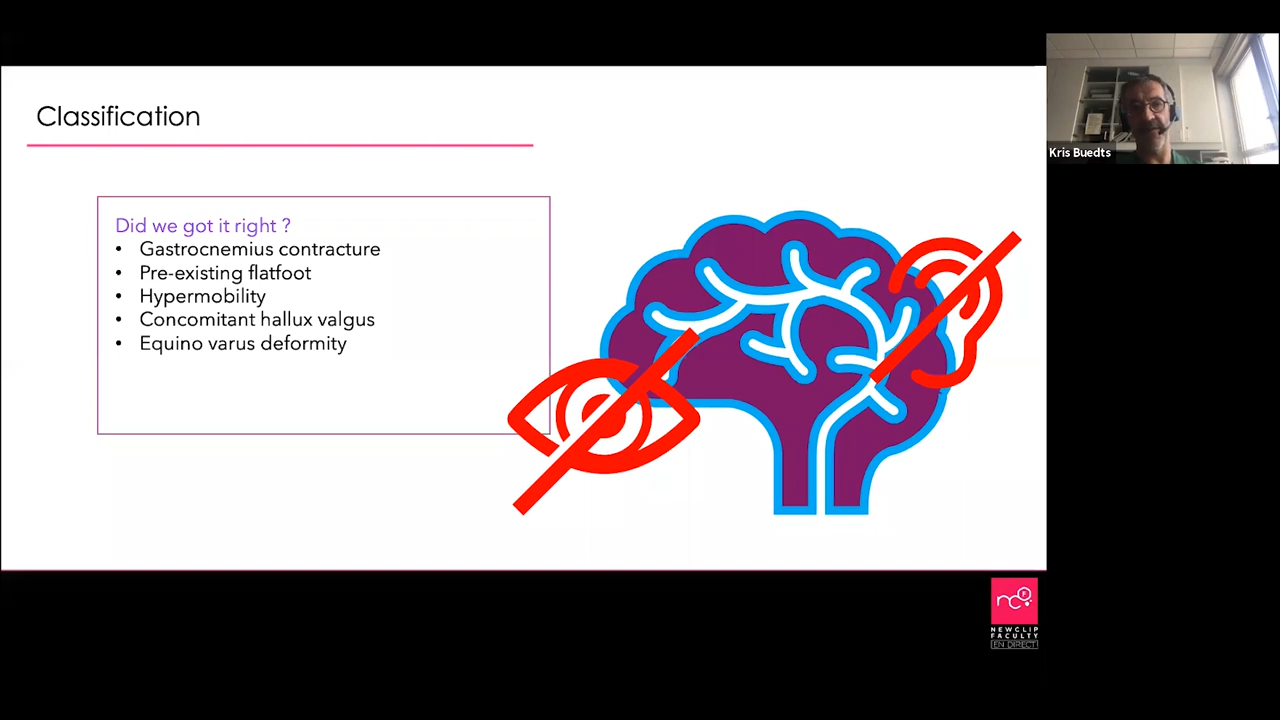 Classification
Kris Buedts
Did we got it right ?
• Gastrocnemius contracture
• Pre-existing flatfoot
• Hypermobility
• Concomitant hallux valgus
• Equino varus deformity
nc F
NEWCLIP
FACULTY
EN DIRECT